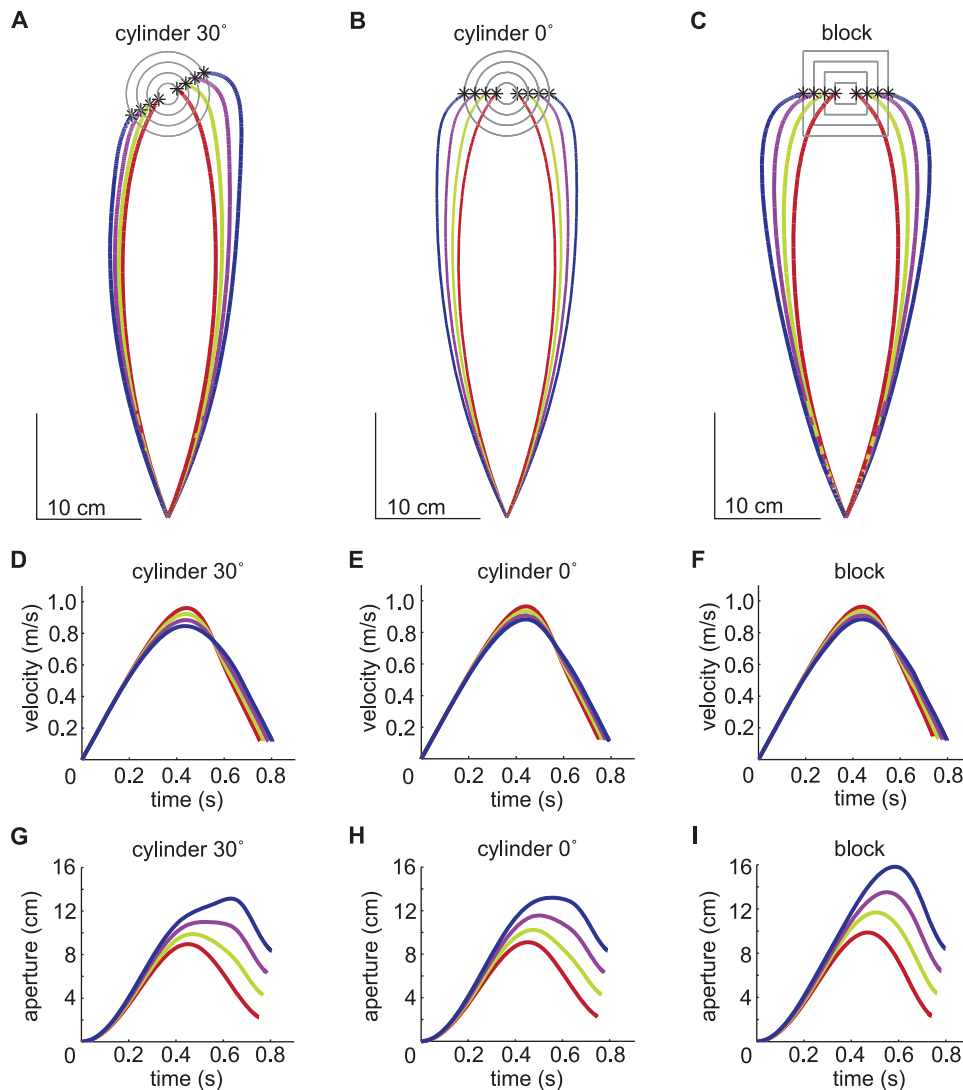 A
cylinder 30°
B
cylinder 0°
C
block
10 cm
10 cm
10 cm
D
cylinder 30°
E
cylinder 0°
F
block
velocity (m/s)
1.0
0.8
0.6
0.4
0.2
0
0.2
0.4
0.6
0.8
time (s)
velocity (m/s)
1.0
0.8
0.6
0.4
0.2
0
0.2
0.4
0.6
0.8
time (s)
velocity (m/s)
1.0
0.8
0.6
0.4
0.2
0
0.2
0.4
0.6
0.8
time (s)
G
cylinder 30°
H
cylinder 0°
I
block
aperture (cm)
16
12
8
4
0
0.2
0.4
0.6
0.8
time (s)
aperture (cm)
16
12
8
4
0
0.2
0.4
0.6
0.8
time (s)
aperture (cm)
16
12
8
4
0
0.2
0.4
0.6
0.8
time (s)